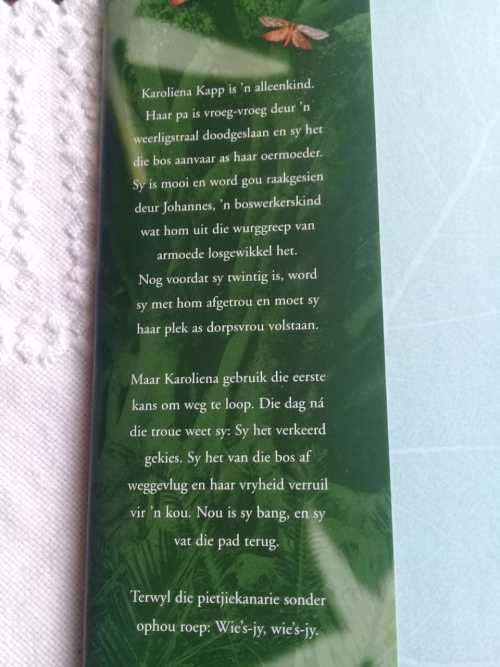 Karoliena Kapp is 'n alleenkind.
Haar pa is vroeg-vroeg deur 'n
weerligstraal doodgeslaan en sy het
die bos aanvaar as haar oermoeder.
Sy is mooi en word gou raakgesien
deur Johannes, 'n boswerkerskind
wat hom uit die wurggreep van
armoede losgewikkel het.
Nog voordat sy twintig is, word
sy met hom afgetrou en moet sy
haar plek as dorpsvrou volstaan.
Maar Karoliena gebruik die eerste
kans om weg te loop. Die dag ná
die troue weet sy: Sy het verkeerd
gekies. Sy het van die bos af
weggevlug en haar vryheid verruil
vir 'n kou. Nou is sy bang, en sy
vat die pad terug.
Terwyl die pietjiekanarie sonder
ophou roep: Wie's-jy, wie's-jy.